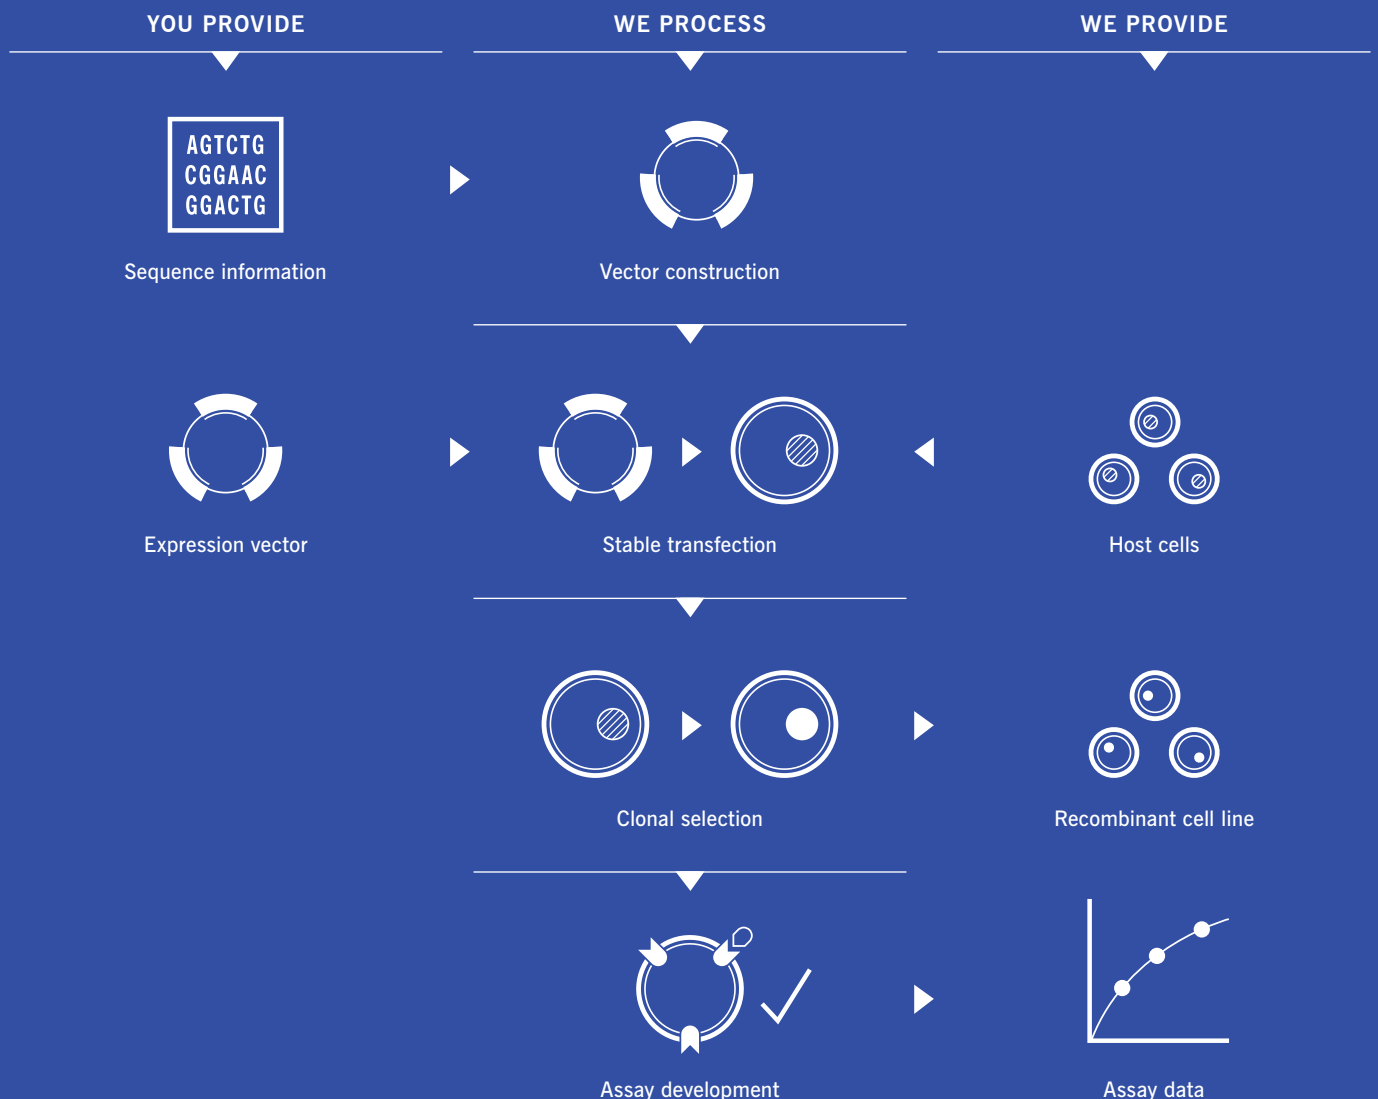 YOU PROVIDE
WE PROCESS
WE PROVIDE
AGTCTG
CGGAAC
GGACTG
Sequence information
Vector construction
Expression vector
Stable transfection
Host cells
Clonal selection
Recombinant cell line
Assay development
Assay data